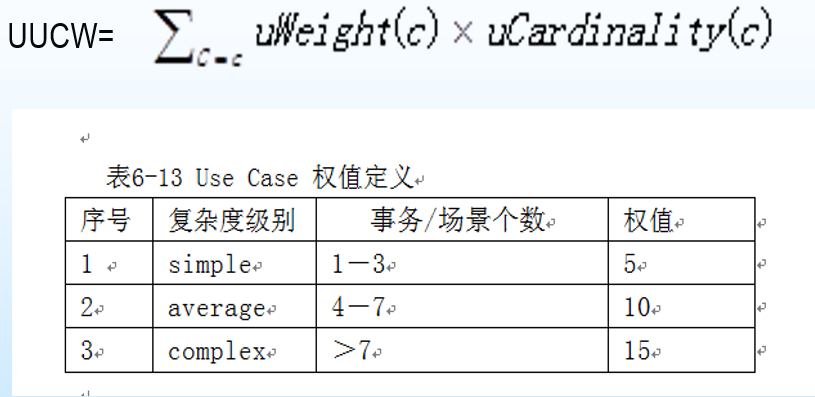 UUCW= ∑C=c uWeight(c) × uCardinality(c)
表6-13 Use Case 权值定义
序号 复杂度级别 事务/场景个数 权值
1 simple 1－3 5
2 average 4－7 10
3 complex ＞7 15